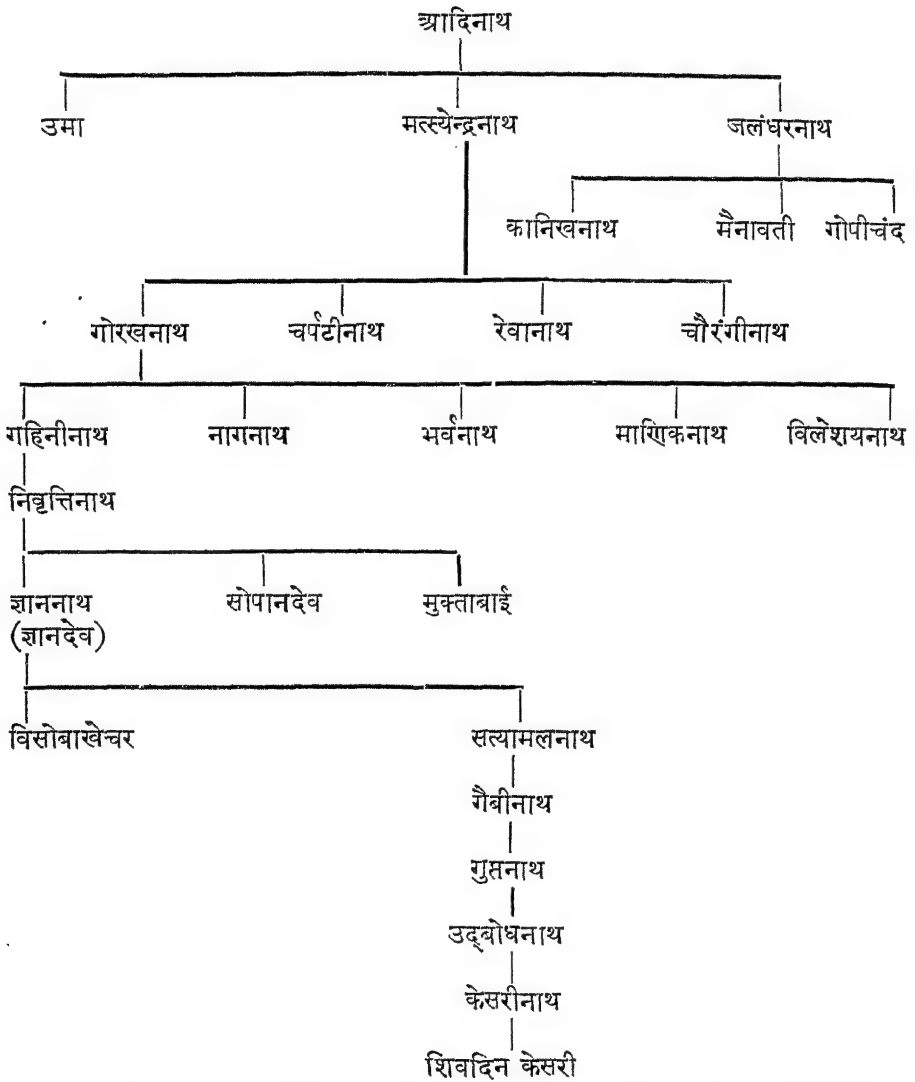 आदिनाथ
उमा मत्स्येन्द्रनाथ जलंधरनाथ
कानिखनाथ मैनावती गोपीचंद
गोरखनाथ चर्पटीनाथ रेवानाथ चौरंगीनाथ
गहिनीनाथ नागनाथ भर्वनाथ माणिकनाथ विलेशयनाथ
निवृत्तिनाथ
ज्ञाननाथ सोपानदेव मुक्ताबाई
(ज्ञानदेव)
विसोबाखेचर सत्यामलनाथ
गैबीनाथ
गुप्तनाथ
उद्‌बोधनाथ
केसरीनाथ
शिवदिन केसरी